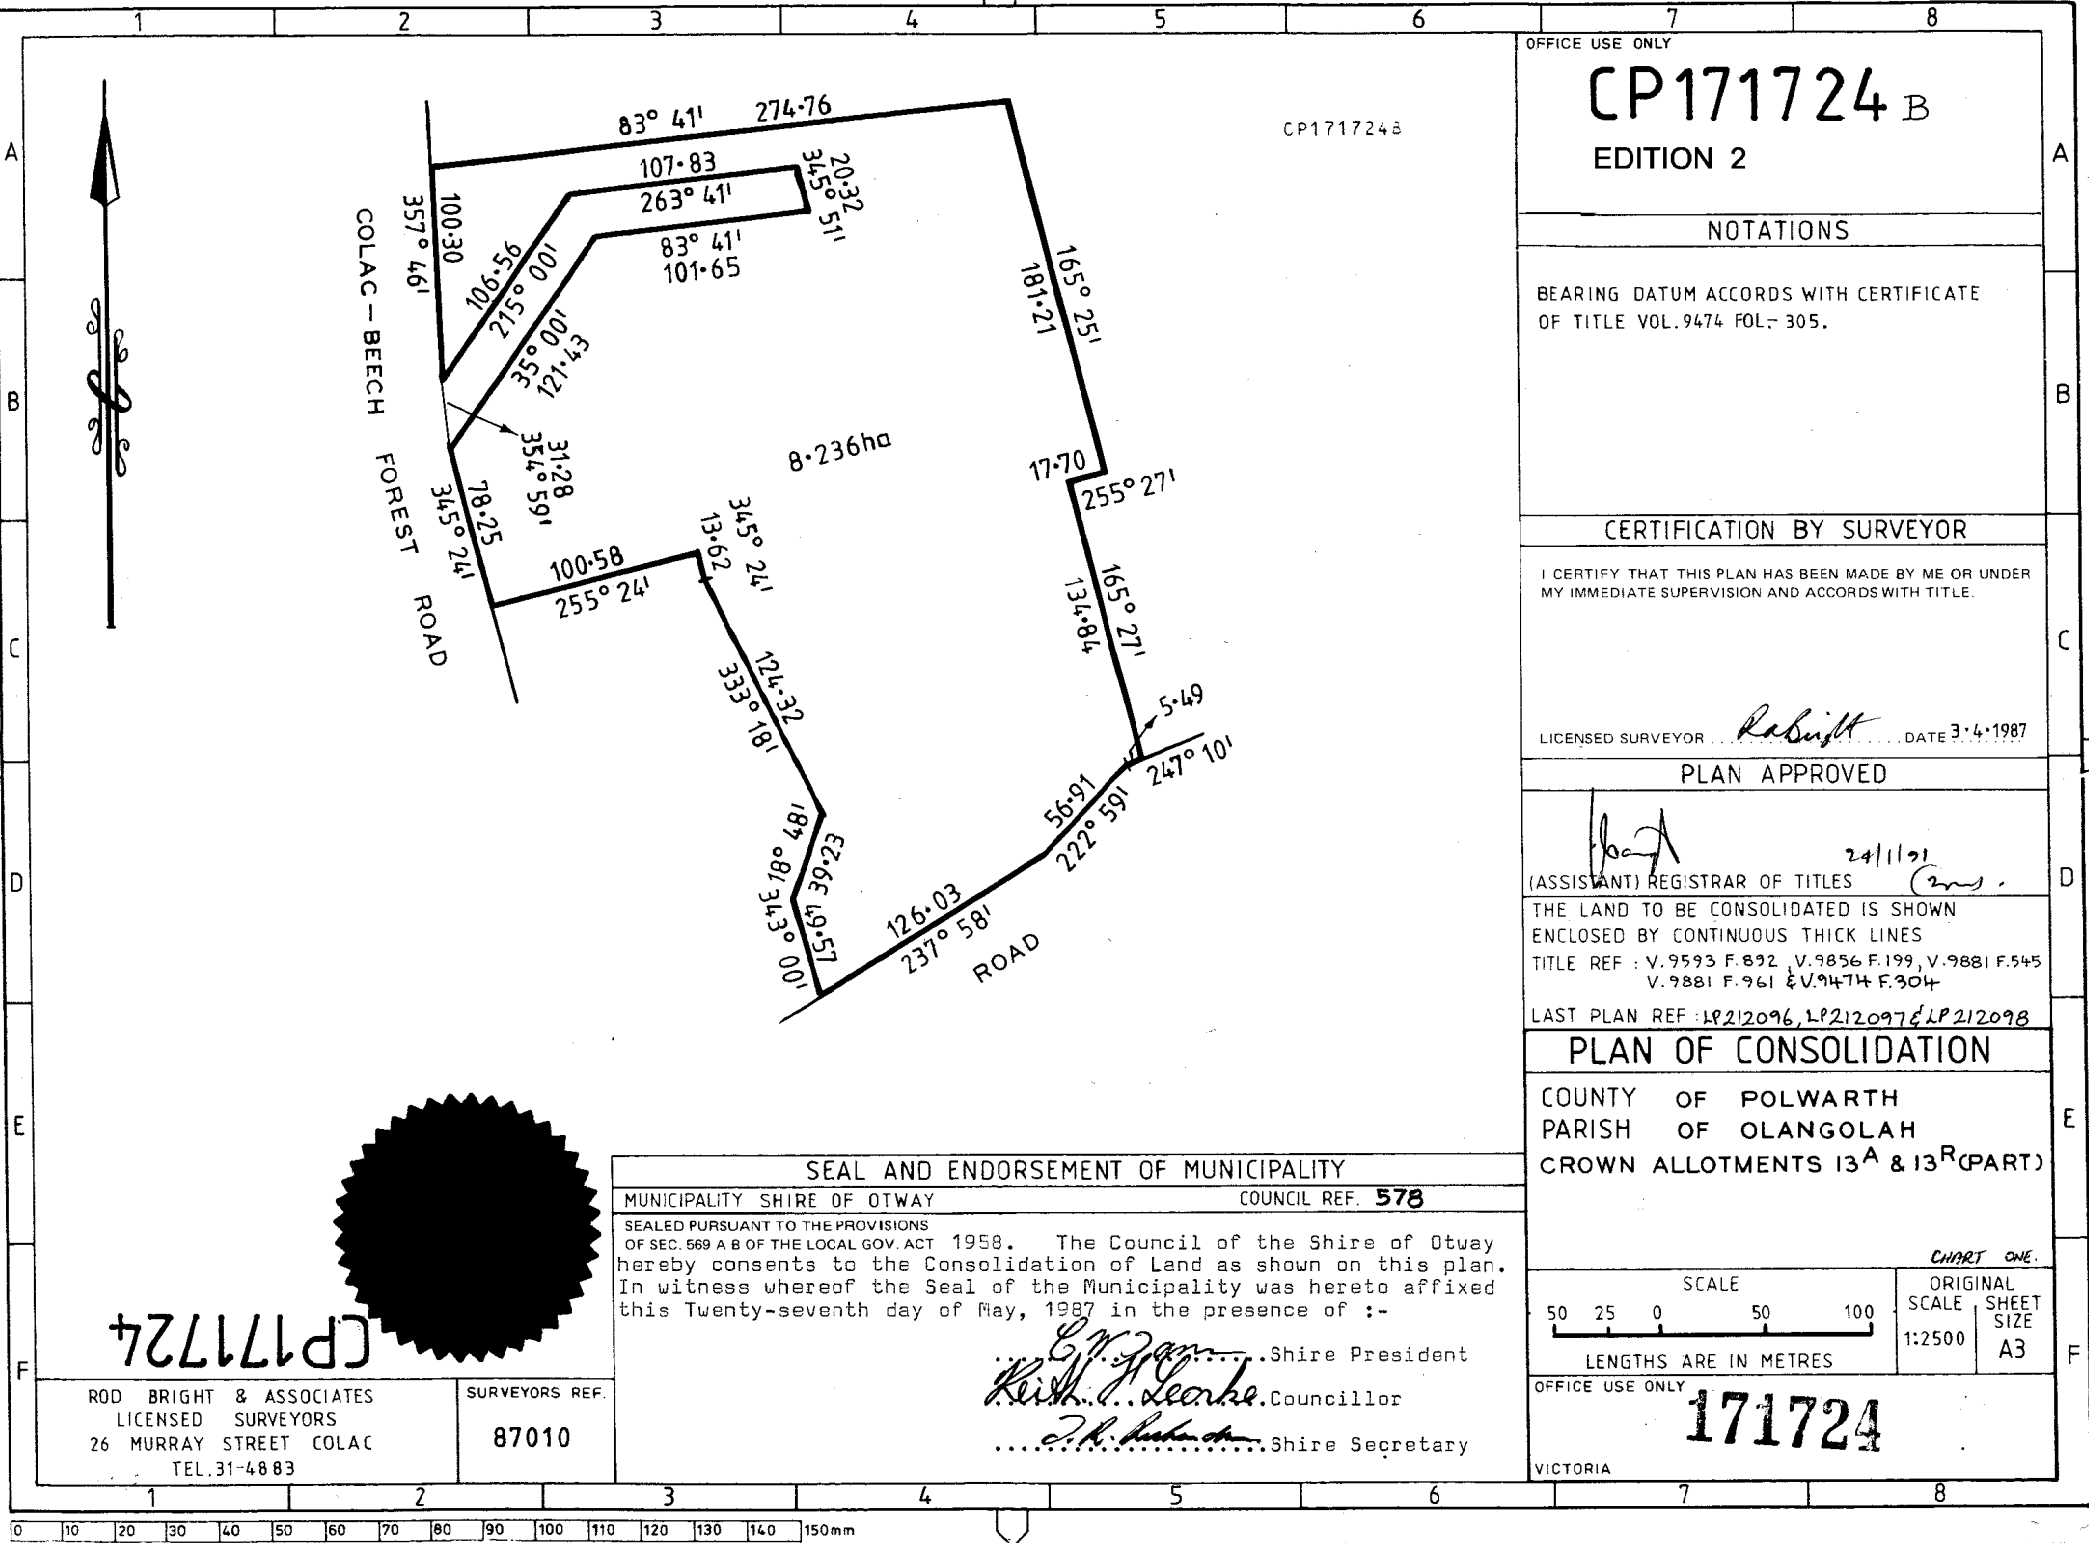 1 2 3 4 5 6 7 8
A
B
C
D
E
F
A
B
C
D
E
F
83° 41' 274·76
107·83
263° 41'
20·32
345° 51'
83° 41'
101·65
100·30
357° 46'
106·56
215° 00'
35° 00'
121·43
COLAC-BEECH FOREST ROAD
31·28
354° 59'
78·25
345° 24'
165° 25'
181·21
8·236ha
17·70
255° 27'
100·58
255° 24'
345° 24'
13·62
165° 27'
134·84
124·32
333° 18'
5·49
247° 10'
56·91
222° 59'
18° 48'
39·23
343° 00'
49·57
126·03
237° 58'
ROAD
CP171724B
OFFICE USE ONLY
CP171724 B
EDITION 2
NOTATIONS
BEARING DATUM ACCORDS WITH CERTIFICATE
OF TITLE VOL.9474 FOL- 305.
CERTIFICATION BY SURVEYOR
I CERTIFY THAT THIS PLAN HAS BEEN MADE BY ME OR UNDER
MY IMMEDIATE SUPERVISION AND ACCORDS WITH TITLE.
LICENSED SURVEYOR DATE 3·4·1987
PLAN APPROVED
24/1/91
(ASSISTANT) REGISTRAR OF TITLES
THE LAND TO BE CONSOLIDATED IS SHOWN
ENCLOSED BY CONTINUOUS THICK LINES
TITLE REF : V.9593 F.892, V.9856 F.199, V.9881 F.545
V.9881 F.961 & V.9474 F.304
LAST PLAN REF : LP212096, LP212097 & LP212098
PLAN OF CONSOLIDATION
COUNTY OF POLWARTH
PARISH OF OLANGOLAH
CROWN ALLOTMENTS 13A & 13R (PART)
CHART ONE.
SCALE
50 25 0 50 100
LENGTHS ARE IN METRES
ORIGINAL
SCALE
1:2500
SHEET
SIZE
A3
OFFICE USE ONLY
171724
VICTORIA
SEAL AND ENDORSEMENT OF MUNICIPALITY
MUNICIPALITY SHIRE OF OTWAY COUNCIL REF. 578
SEALED PURSUANT TO THE PROVISIONS
OF SEC. 569 A B OF THE LOCAL GOV. ACT 1958. The Council of the Shire of Otway
hereby consents to the Consolidation of Land as shown on this plan.
In witness whereof the Seal of the Municipality was hereto affixed
this Twenty-seventh day of May, 1987 in the presence of :-
Shire President
Councillor
Shire Secretary
CP171724
ROD BRIGHT & ASSOCIATES
LICENSED SURVEYORS
26 MURRAY STREET COLAC
TEL.31-4883
SURVEYORS REF.
87010
1 2 3 4 5 6 7 8
0 10 20 30 40 50 60 70 80 90 100 110 120 130 140 150mm